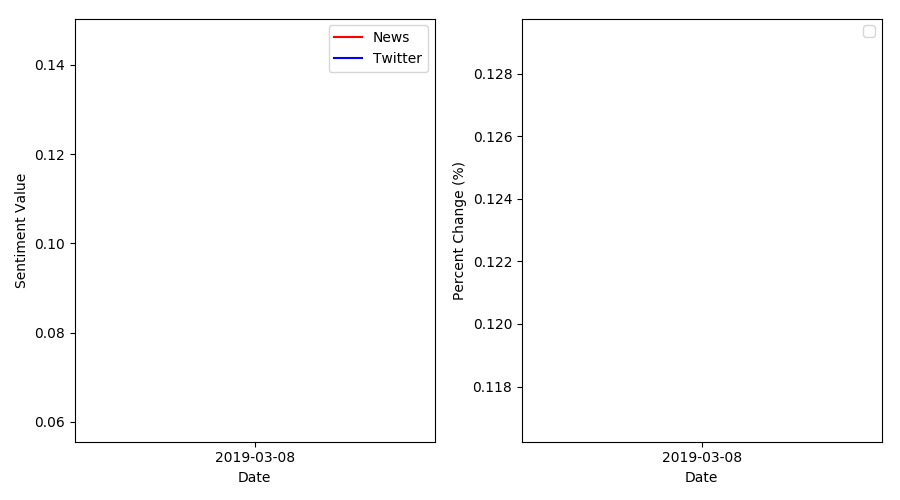 News
Twitter
0.14
0.12
0.10
0.08
0.06
Sentiment Value
2019-03-08
Date
0.128
0.126
0.124
0.122
0.120
0.118
Percent Change (%)
2019-03-08
Date